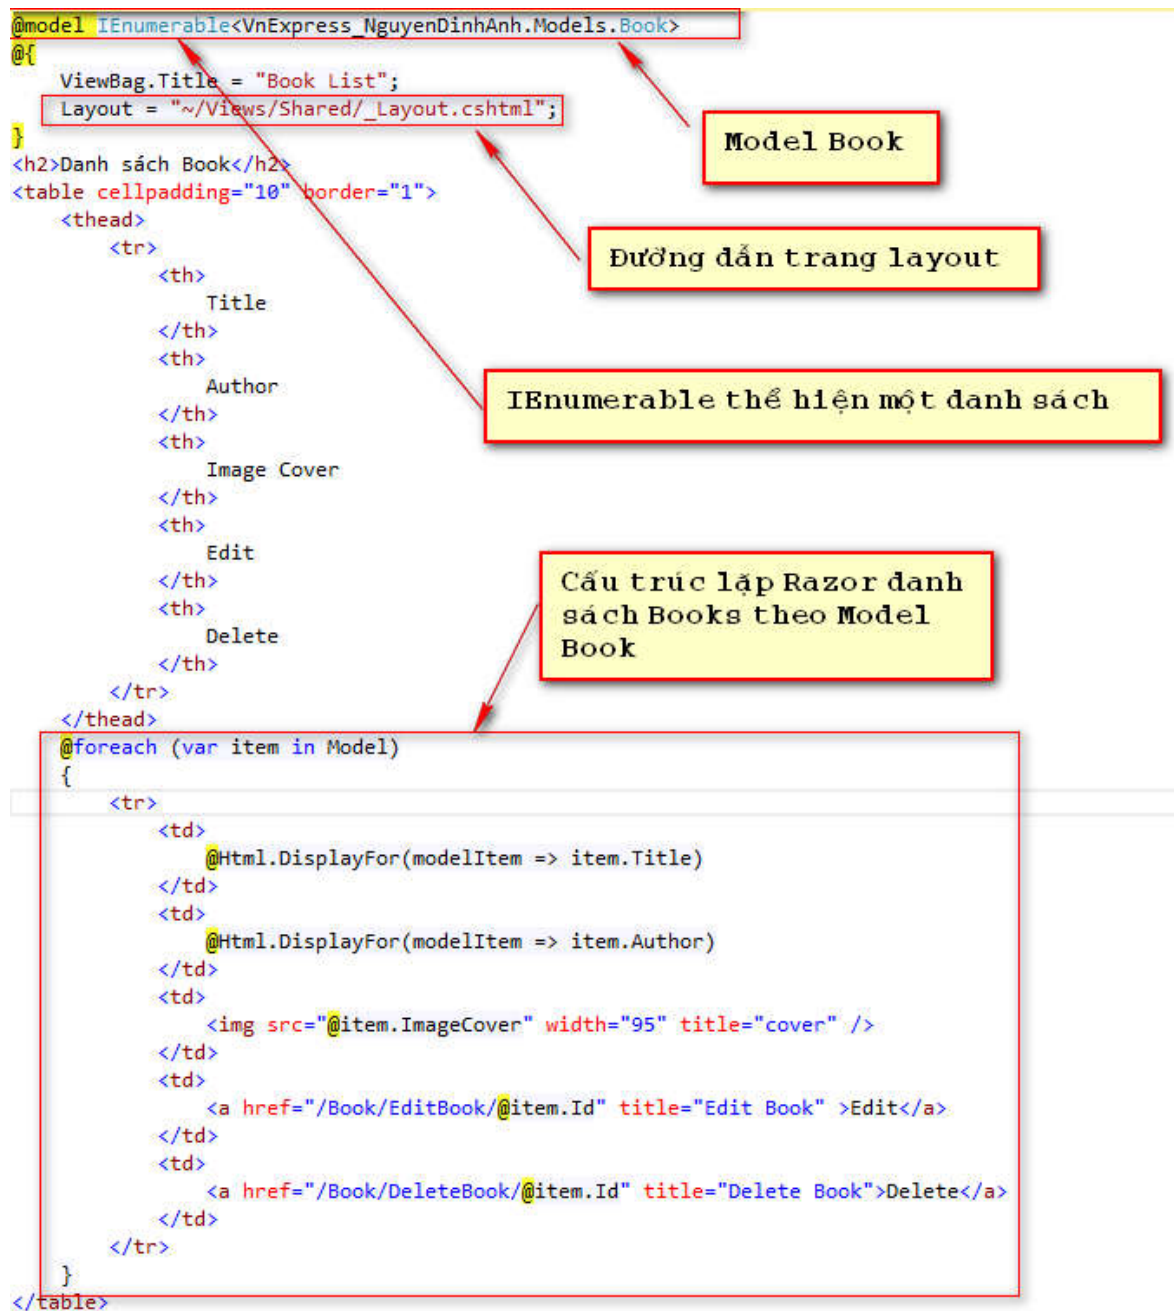 @model IEnumerable<VnExpress_NguyenDinhAnh.Models.Book>
@{
ViewBag.Title = "Book List";
Layout = "~/Views/Shared/_Layout.cshtml";
}
Model Book
<h2>Danh sách Book</h2>
<table cellpadding="10" border="1">
<thead>
<tr>
Đường dẫn trang layout
<th>
Title
</th>
<th>
Author
IEnumerable thể hiện một danh sách
</th>
<th>
Image Cover
</th>
<th>
Edit
</th>
<th>
Delete
</th>
</tr>
</thead>
Cấu trúc lặp Razor danh
sách Books theo Model
Book
@foreach (var item in Model)
{
<tr>
<td>
@Html.DisplayFor(modelItem => item.Title)
</td>
<td>
@Html.DisplayFor(modelItem => item.Author)
</td>
<td>
<img src="@item.ImageCover" width="95" title="cover" />
</td>
<td>
<a href="/Book/EditBook/@item.Id" title="Edit Book" >Edit</a>
</td>
<td>
<a href="/Book/DeleteBook/@item.Id" title="Delete Book">Delete</a>
</td>
</tr>
}
</table>